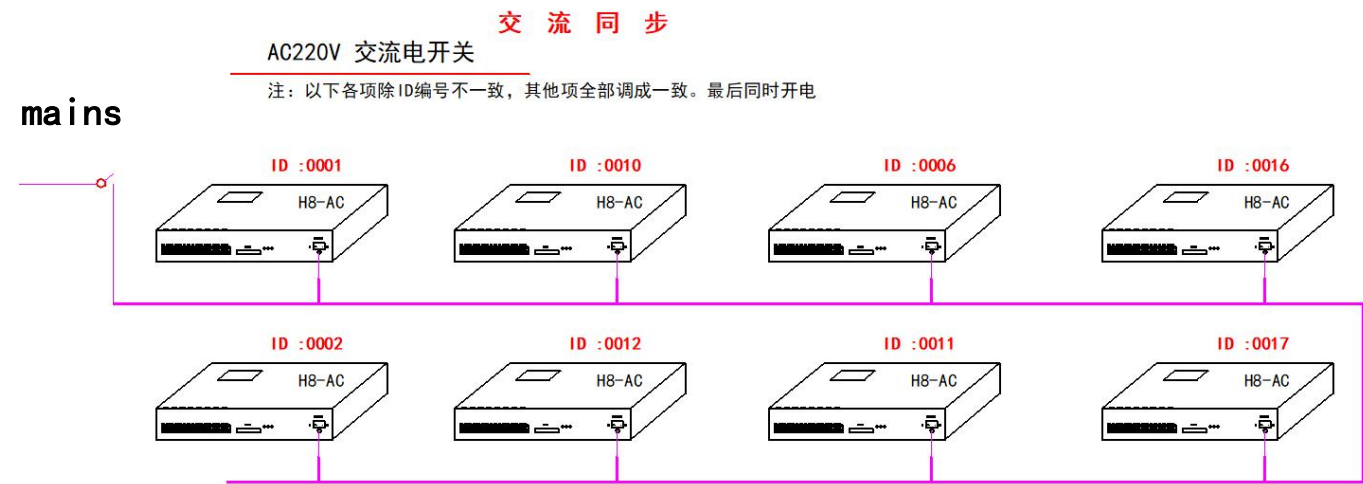 交 流 同 步
AC220V 交流电开关
注：以下各项除ID编号不一致，其他项全部调成一致。最后同时开电
mains
ID :0001 ID :0010 ID :0006 ID :0016
H8-AC H8-AC H8-AC H8-AC
ID :0002 ID :0012 ID :0011 ID :0017
H8-AC H8-AC H8-AC H8-AC